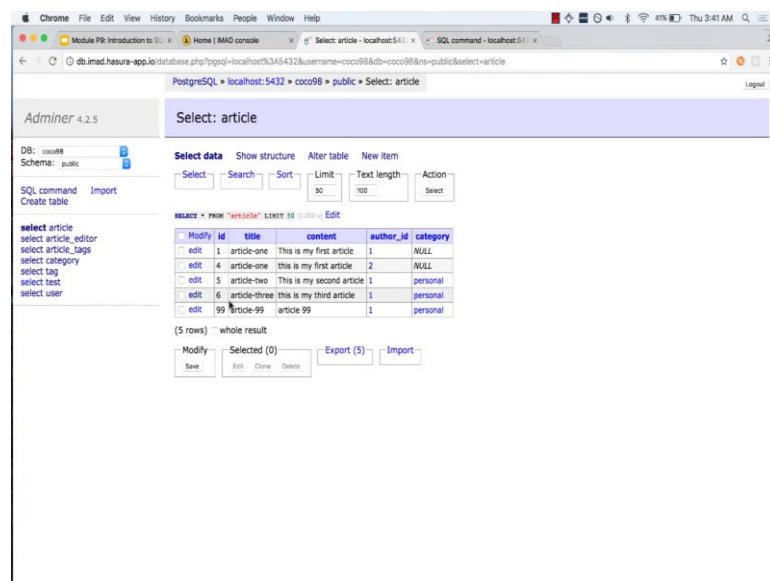 Chrome File Edit View History Bookmarks People Window Help 41% Thu 3:41 AM
Module P9: Introduction to SQ Home | IMAD console Select: article - localhost:543 SQL command - localhost:543
db.imad.hasura-app.io/database.php?pgsql=localhost%3A5432&username=coco98&db=coco98&ns=public&select=article
PostgreSQL » localhost:5432 » coco98 » public » Select: article
Logout
Adminer 4.2.5
Select: article
DB: coco98
Schema: public
SQL command Import
Create table
select article
select article_editor
select article_tags
select category
select tag
select test
select user
Select data Show structure Alter table New item
Select Search Sort Limit Text length Action
50 100 Select
SELECT * FROM "article" LIMIT 50 (0.000 s) Edit
Modify id title content author_id category
edit 1 article-one This is my first article 1 NULL
edit 4 article-one this is my first article 2 NULL
edit 5 article-two This is my second article 1 personal
edit 6 article-three this is my third article 1 personal
edit 99 article-99 article 99 1 personal
(5 rows) whole result
Modify Selected (0) Export (5) Import
Save Edit Clone Delete